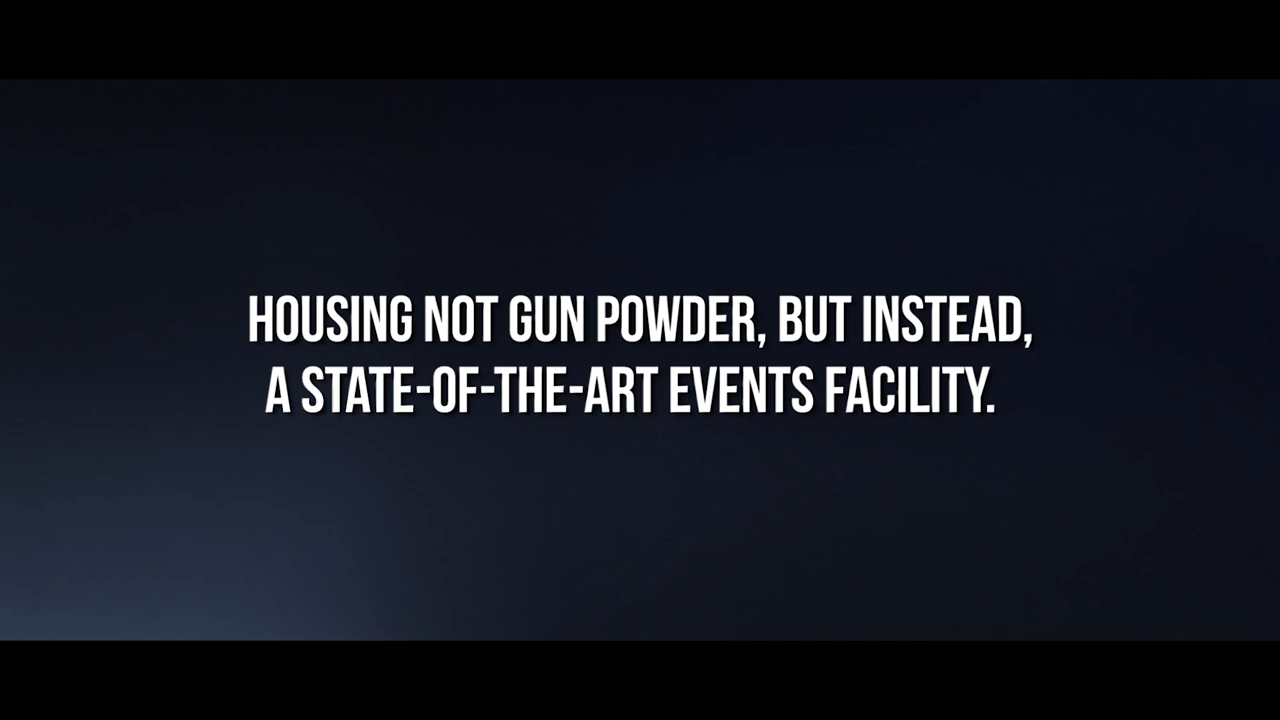 HOUSING NOT GUN POWDER, BUT INSTEAD,
A STATE-OF-THE-ART EVENTS FACILITY.